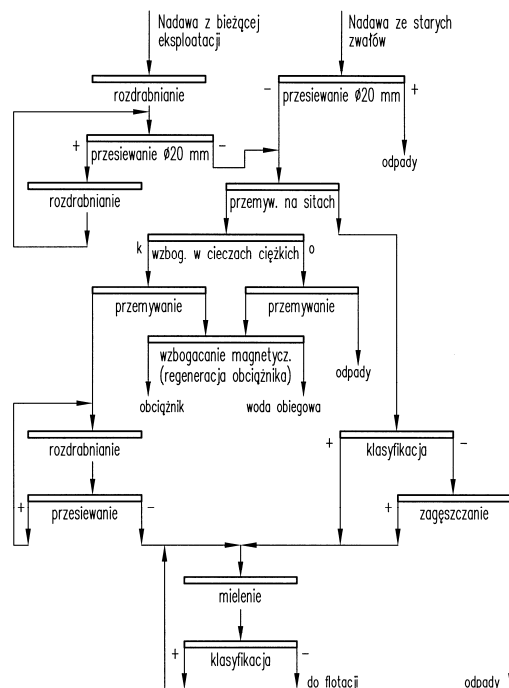 Nadawa z bieżącej
eksploatacji
Nadawa ze starych
zwałów
rozdrabnianie
- przesiewanie Ø20 mm +
+ przesiewanie Ø20 mm -
odpady
rozdrabnianie
przemyw. na sitach
k wzbog. w cieczach ciężkich o
przemywanie
przemywanie
wzbogacanie magnetycz.
(regeneracja obciążnika)
odpady
obciążnik
woda obiegowa
rozdrabnianie
+ klasyfikacja -
+ przesiewanie -
+ zagęszczanie
mielenie
+ klasyfikacja -
do flotacji
odpady